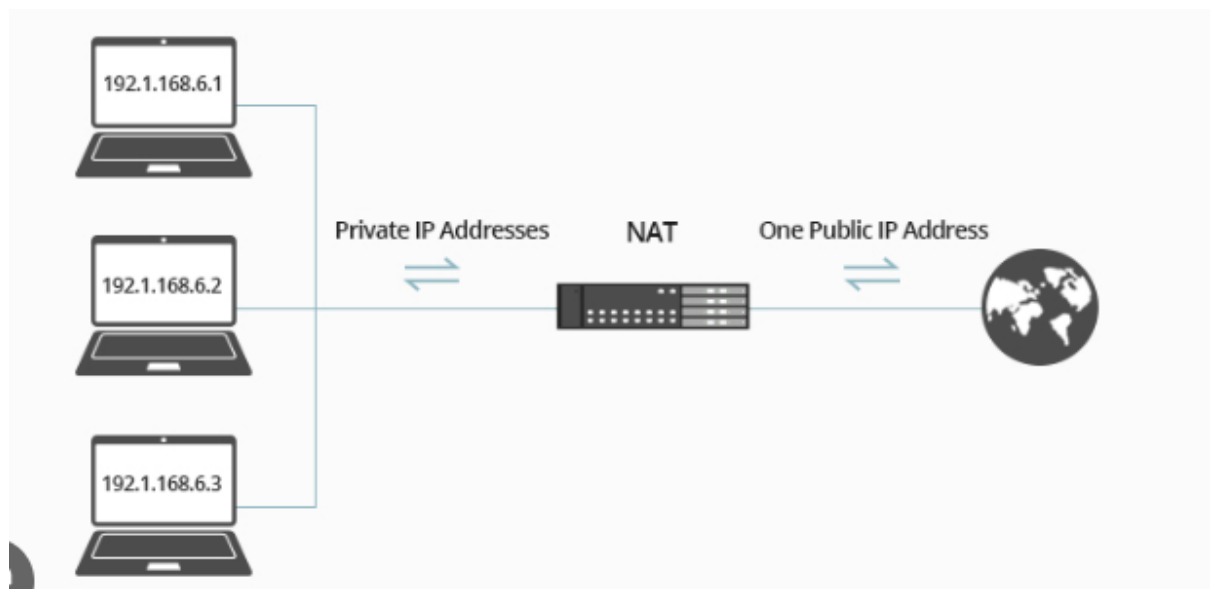 192.1.168.6.1
Private IP Addresses
NAT
One Public IP Address
192.1.168.6.2
192.1.168.6.3